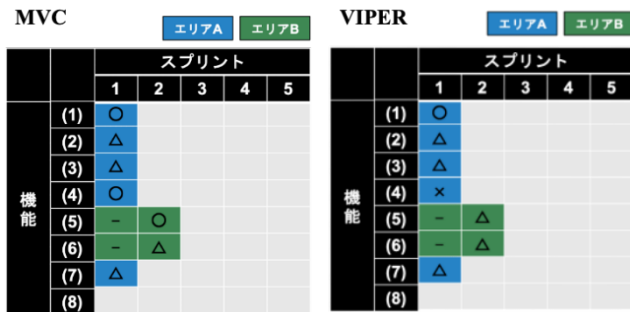 MVC
エリアA エリアB
スプリント
1 2 3 4 5
機能
(1) ○
(2) △
(3) △
(4) ○
(5) - ○
(6) - △
(7) △
(8)
VIPER
エリアA エリアB
スプリント
1 2 3 4 5
機能
(1) ○
(2) △
(3) △
(4) ×
(5) - △
(6) - △
(7) △
(8)